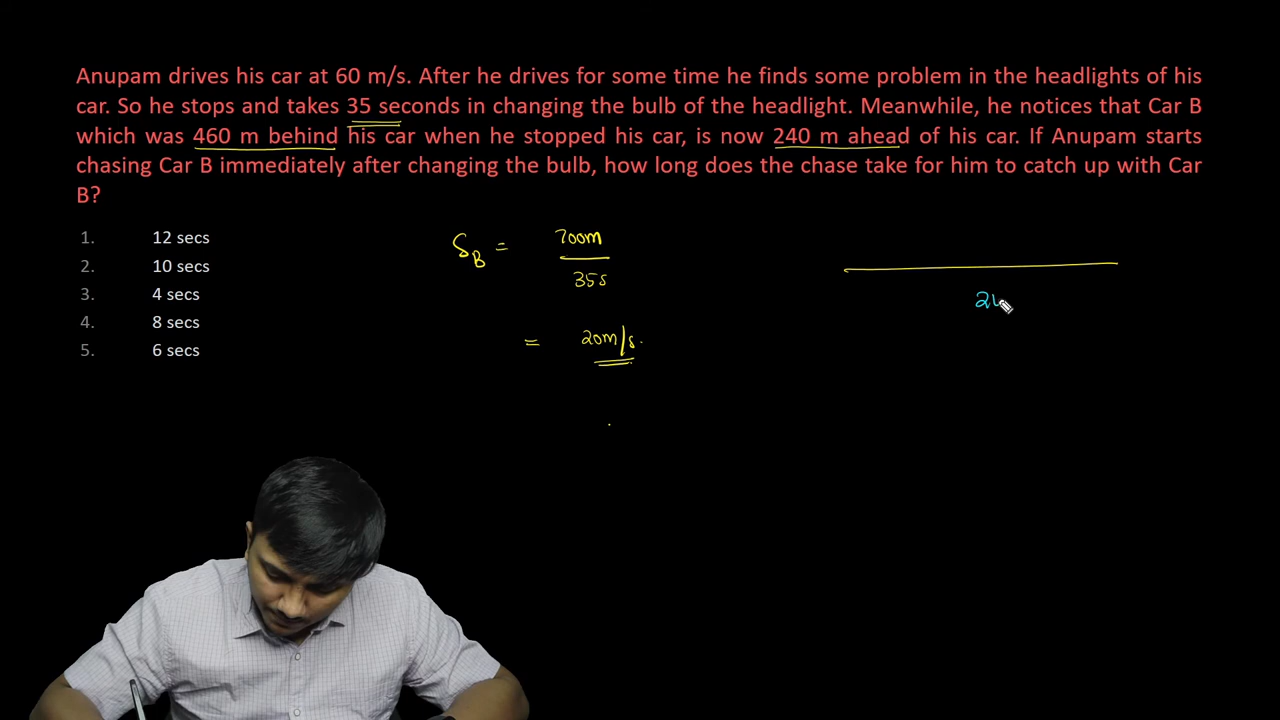 Anupam drives his car at 60 m/s. After he drives for some time he finds some problem in the headlights of his
car. So he stops and takes 35 seconds in changing the bulb of the headlight. Meanwhile, he notices that Car B
which was 460 m behind his car when he stopped his car, is now 240 m ahead of his car. If Anupam starts
chasing Car B immediately after changing the bulb, how long does the chase take for him to catch up with Car
B?
1. 12 secs
2. 10 secs
3. 4 secs
4. 8 secs
5. 6 secs
S_B = 700m
35s
= 20m/s.
24